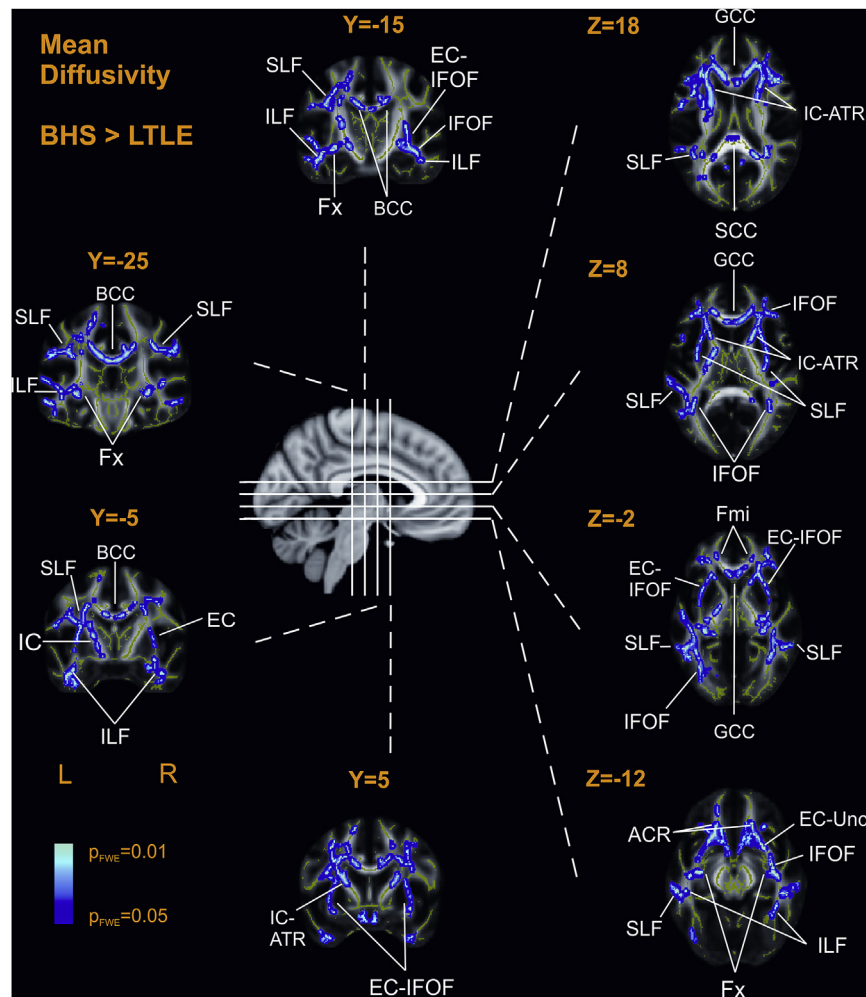 Mean
Diffusivity
BHS > LTLE
Y=-15
SLF
EC-
IFOF
ILF
IFOF
ILF
Fx
BCC
Z=18
GCC
IC-ATR
SLF
SCC
Y=-25
BCC
SLF
SLF
ILF
Fx
Z=8
GCC
IFOF
IC-ATR
SLF
SLF
IFOF
Y=-5
BCC
SLF
EC
IC
ILF
Z=-2
Fmi
EC-IFOF
EC-
IFOF
SLF
SLF
IFOF
GCC
L R
pFWE=0.01
pFWE=0.05
Y=5
IC-
ATR
EC-IFOF
Z=-12
ACR
EC-Unc
IFOF
SLF
ILF
Fx